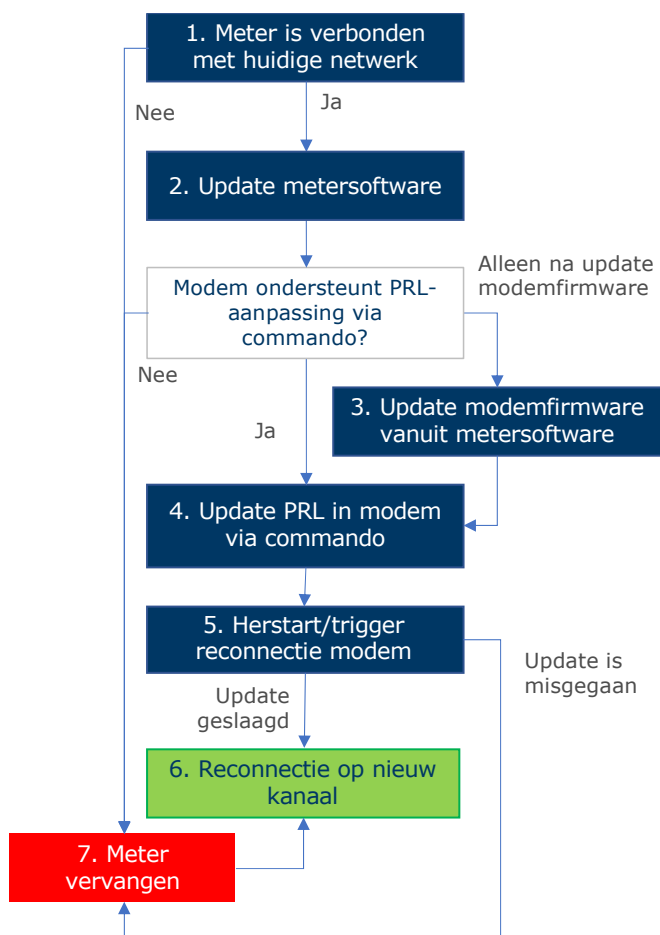 1. Meter is verbonden
met huidige netwerk
Nee
Ja
2. Update metersoftware
Modem ondersteunt PRL-
aanpassing via
commando?
Alleen na update
modemfirmware
Nee
Ja
3. Update modemfirmware
vanuit metersoftware
4. Update PRL in modem
via commando
5. Herstart/trigger
reconnectie modem
Update
geslaagd
Update is
misgegaan
6. Reconnectie op nieuw
kanaal
7. Meter
vervangen